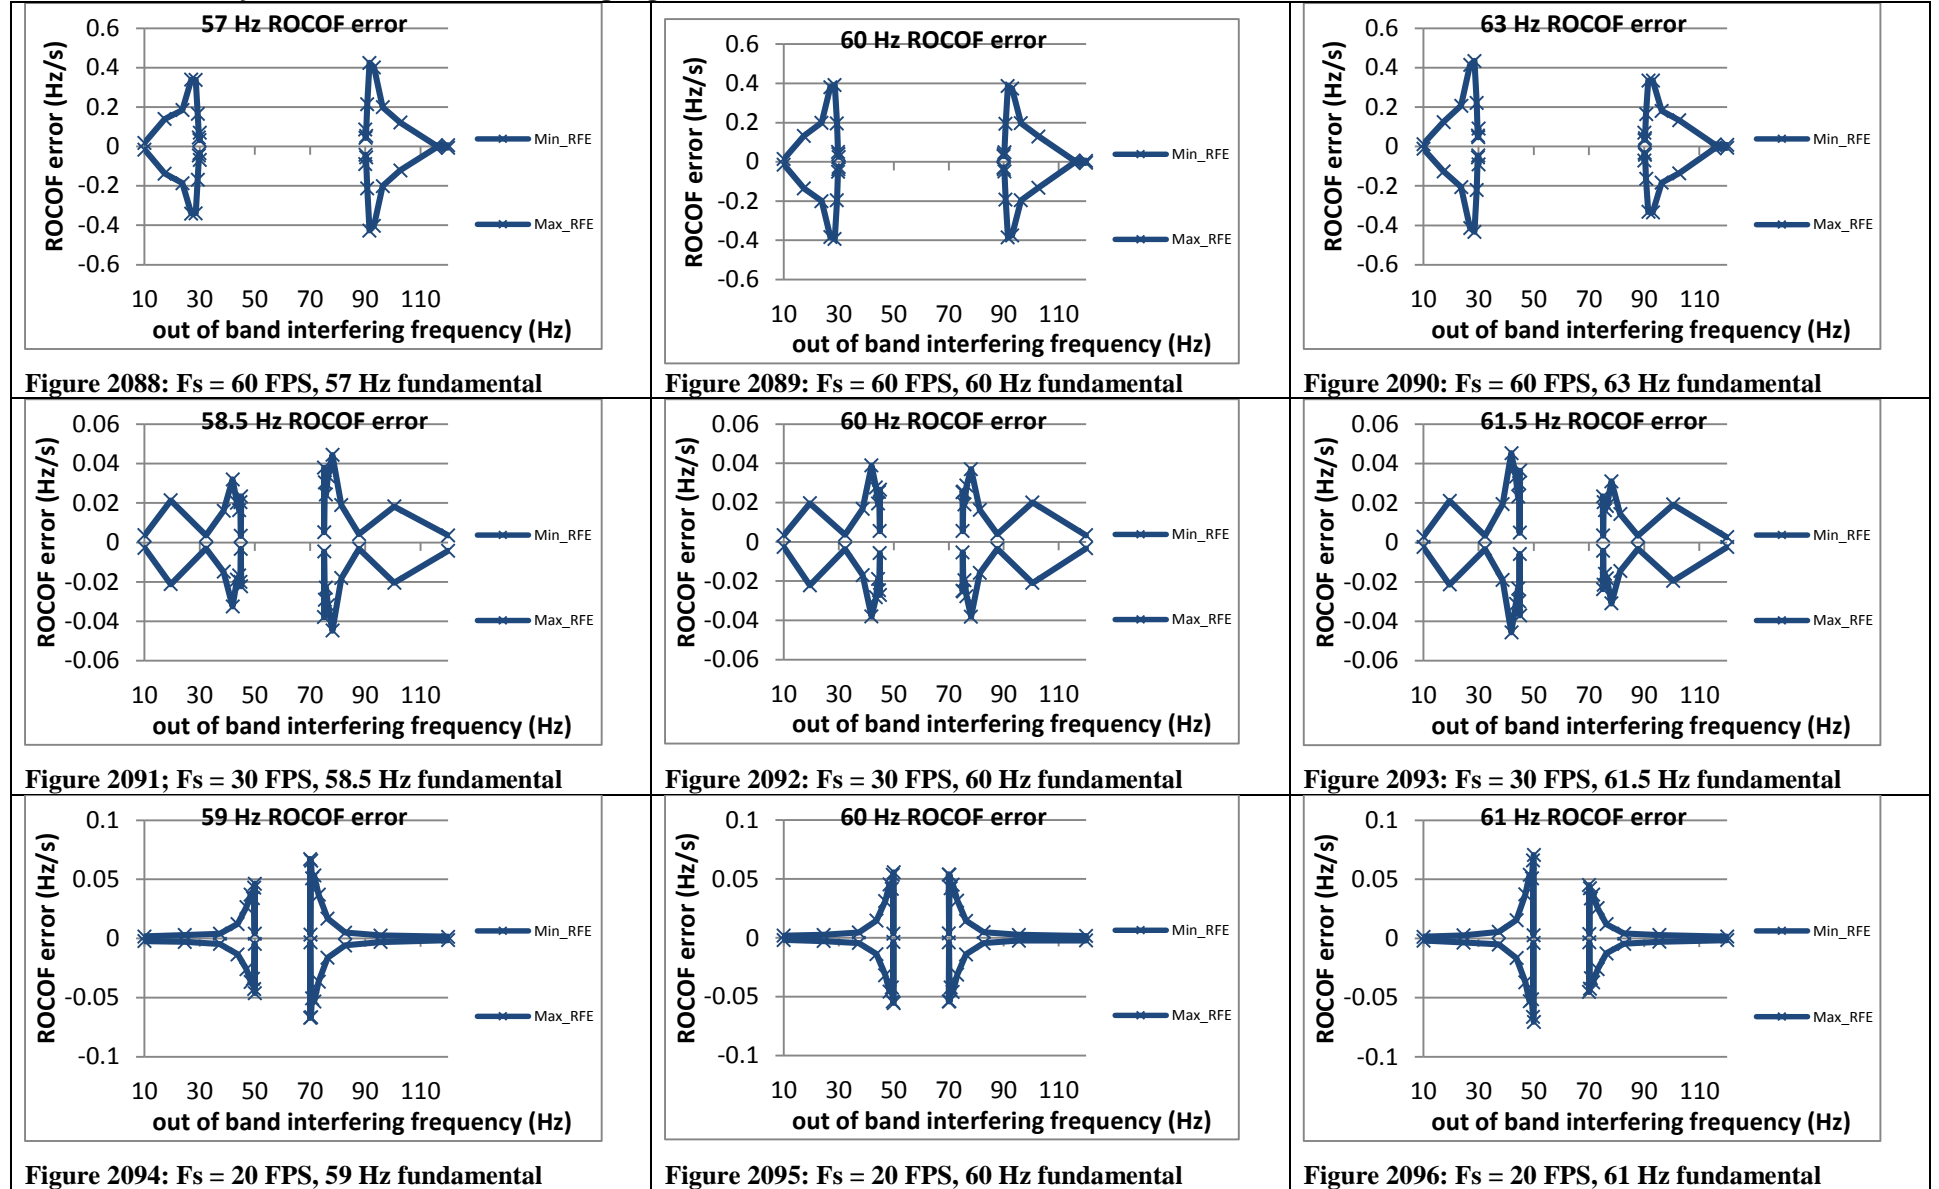 57 Hz ROCOF error
ROCOF error (Hz/s)
0.6
0.4
0.2
0
-0.2
-0.4
-0.6
10 30 50 70 90 110
out of band interfering frequency (Hz)
Min_RFE
Max_RFE
Figure 2088: Fs = 60 FPS, 57 Hz fundamental
60 Hz ROCOF error
ROCOF error (Hz/s)
0.6
0.4
0.2
0
-0.2
-0.4
-0.6
10 30 50 70 90 110
out of band interfering frequency (Hz)
Min_RFE
Max_RFE
Figure 2089: Fs = 60 FPS, 60 Hz fundamental
63 Hz ROCOF error
ROCOF error (Hz/s)
0.6
0.4
0.2
0
-0.2
-0.4
-0.6
10 30 50 70 90 110
out of band interfering frequency (Hz)
Min_RFE
Max_RFE
Figure 2090: Fs = 60 FPS, 63 Hz fundamental
58.5 Hz ROCOF error
ROCOF error (Hz/s)
0.06
0.04
0.02
0
-0.02
-0.04
-0.06
10 30 50 70 90 110
out of band interfering frequency (Hz)
Min_RFE
Max_RFE
Figure 2091; Fs = 30 FPS, 58.5 Hz fundamental
60 Hz ROCOF error
ROCOF error (Hz/s)
0.06
0.04
0.02
0
-0.02
-0.04
-0.06
10 30 50 70 90 110
out of band interfering frequency (Hz)
Min_RFE
Max_RFE
Figure 2092: Fs = 30 FPS, 60 Hz fundamental
61.5 Hz ROCOF error
ROCOF error (Hz/s)
0.06
0.04
0.02
0
-0.02
-0.04
-0.06
10 30 50 70 90 110
out of band interfering frequency (Hz)
Min_RFE
Max_RFE
Figure 2093: Fs = 30 FPS, 61.5 Hz fundamental
59 Hz ROCOF error
ROCOF error (Hz/s)
0.1
0.05
0
-0.05
-0.1
10 30 50 70 90 110
out of band interfering frequency (Hz)
Min_RFE
Max_RFE
Figure 2094: Fs = 20 FPS, 59 Hz fundamental
60 Hz ROCOF error
ROCOF error (Hz/s)
0.1
0.05
0
-0.05
-0.1
10 30 50 70 90 110
out of band interfering frequency (Hz)
Min_RFE
Max_RFE
Figure 2095: Fs = 20 FPS, 60 Hz fundamental
61 Hz ROCOF error
ROCOF error (Hz/s)
0.1
0.05
0
-0.05
-0.1
10 30 50 70 90 110
out of band interfering frequency (Hz)
Min_RFE
Max_RFE
Figure 2096: Fs = 20 FPS, 61 Hz fundamental